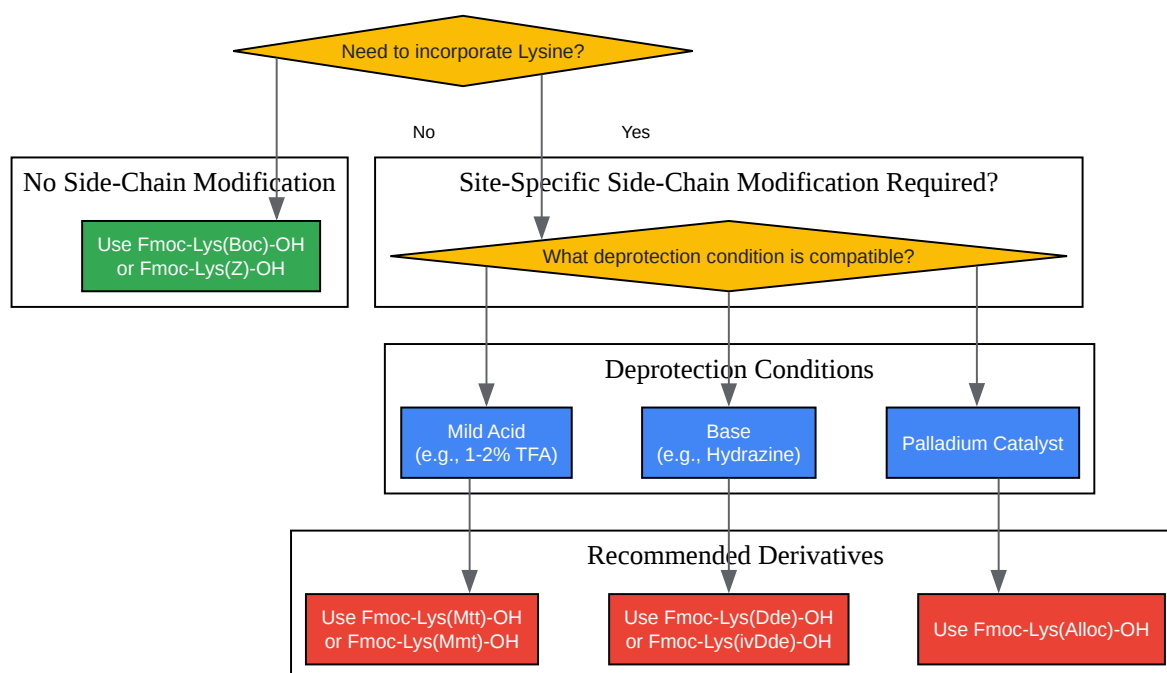 Need to incorporate Lysine?
No
Yes
No Side-Chain Modification
Site-Specific Side-Chain Modification Required?
Use Fmoc-Lys(Boc)-OH
or Fmoc-Lys(Z)-OH
What deprotection condition is compatible?
Deprotection Conditions
Mild Acid
(e.g., 1-2% TFA)
Base
(e.g., Hydrazine)
Palladium Catalyst
Recommended Derivatives
Use Fmoc-Lys(Mtt)-OH
or Fmoc-Lys(Mmt)-OH
Use Fmoc-Lys(Dde)-OH
or Fmoc-Lys(ivDde)-OH
Use Fmoc-Lys(Alloc)-OH